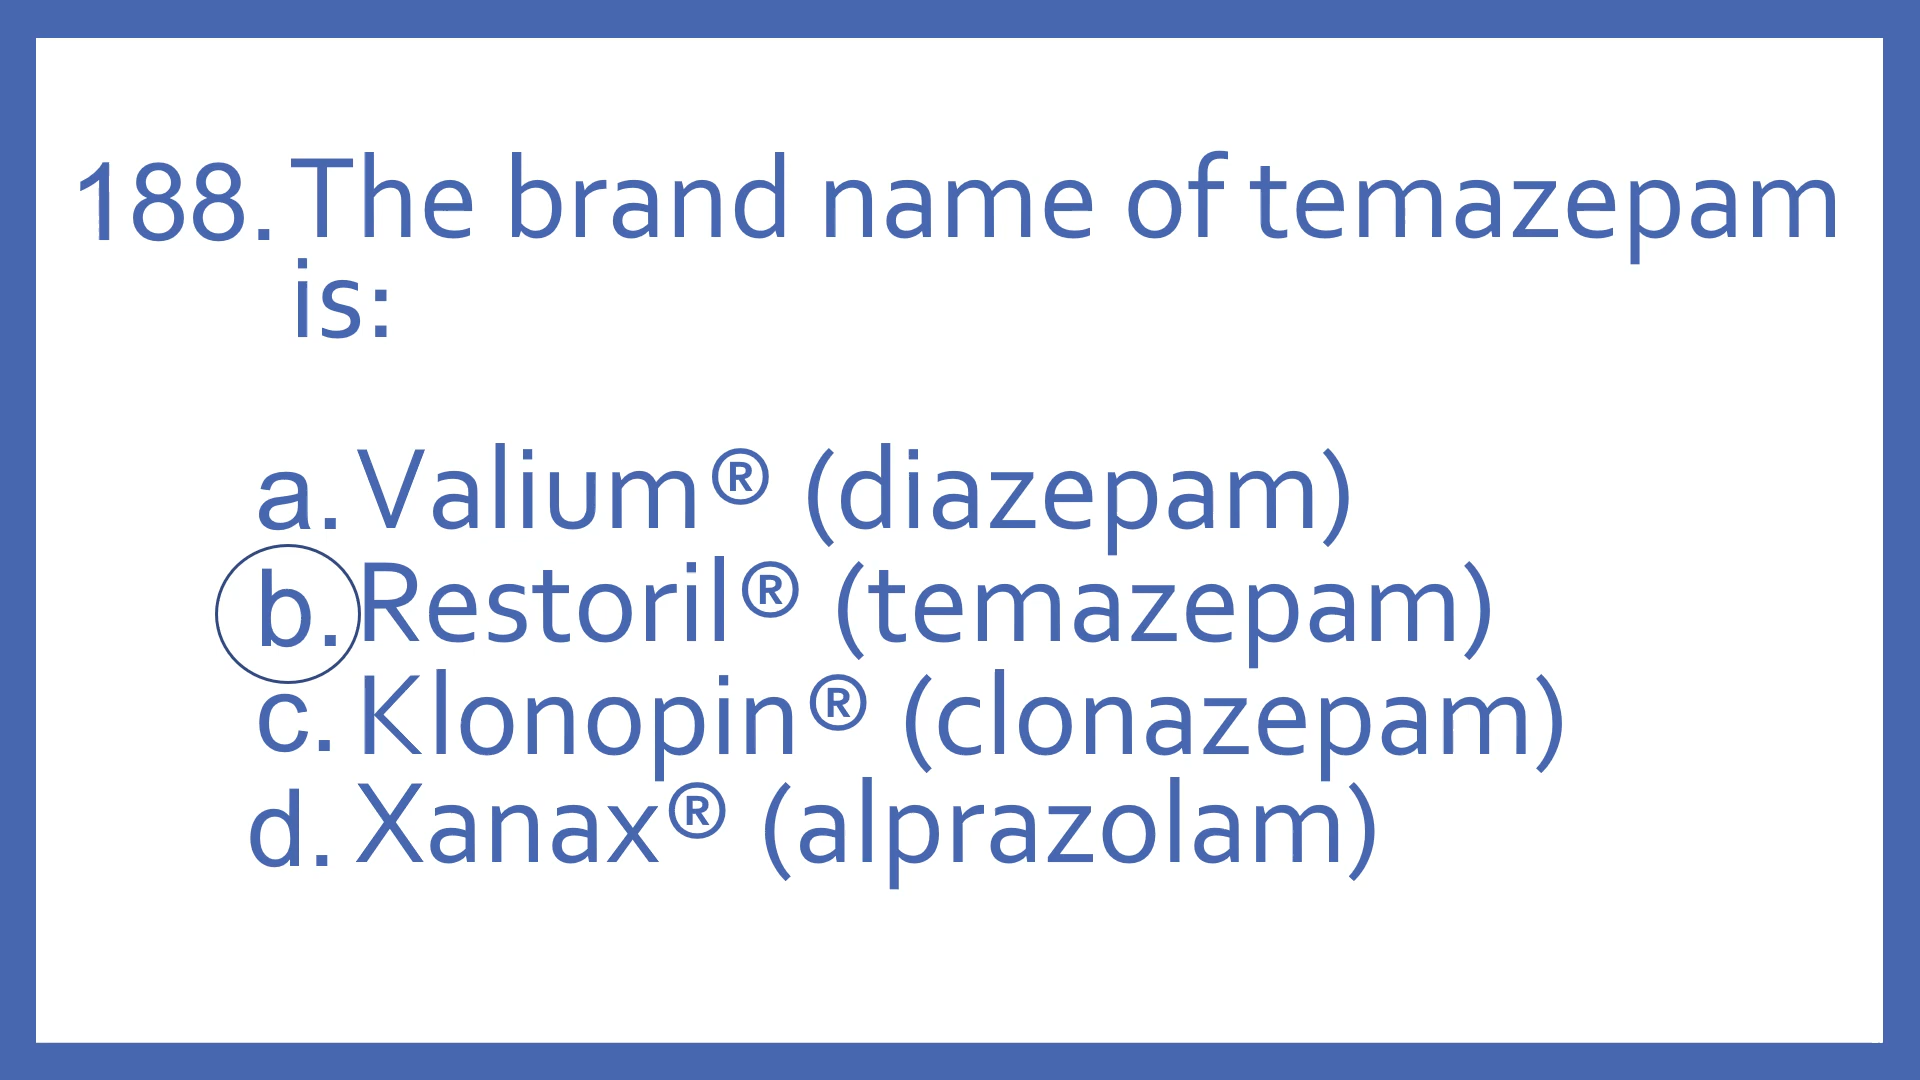 188. The brand name of temazepam
is:
a. Valium® (diazepam)
b. Restoril® (temazepam)
c. Klonopin® (clonazepam)
d. Xanax® (alprazolam)